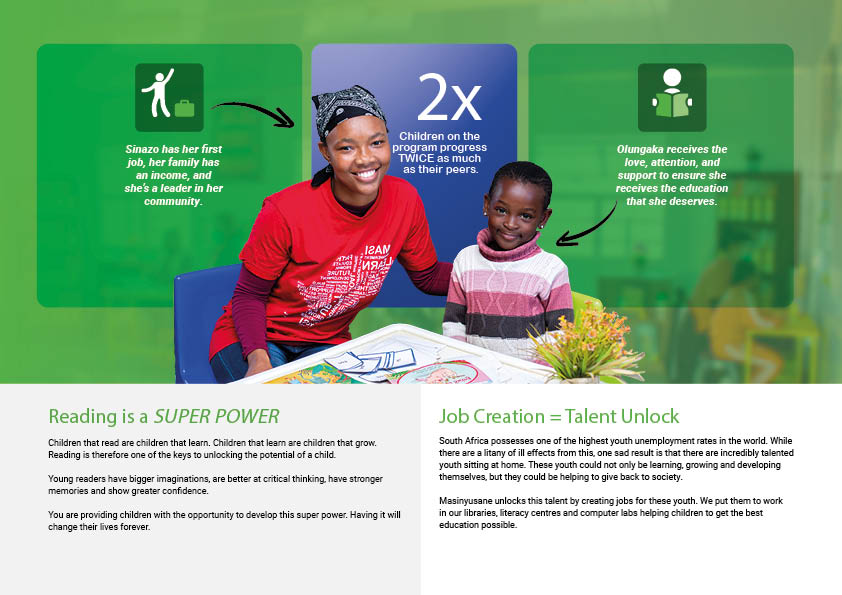 Sinazo has her first
job, her family has
an income, and
she's a leader in her
community.
2x
Children on the
program progress
TWICE as much
as their peers.
Olungaka receives the
love, attention, and
support to ensure she
receives the education
that she deserves.
MASI
LEARN
Reading is a SUPER POWER
Children that read are children that learn. Children that learn are children that grow.
Reading is therefore one of the keys to unlocking the potential of a child.
Young readers have bigger imaginations, are better at critical thinking, have stronger
memories and show greater confidence.
You are providing children with the opportunity to develop this super power. Having it will
change their lives forever.
Job Creation = Talent Unlock
South Africa possesses one of the highest youth unemployment rates in the world. While
there are a litany of ill effects from this, one sad result is that there are incredibly talented
youth sitting at home. These youth could not only be learning, growing and developing
themselves, but they could be helping to give back to society.
Masinyusane unlocks this talent by creating jobs for these youth. We put them to work
in our libraries, literacy centres and computer labs helping children to get the best
education possible.